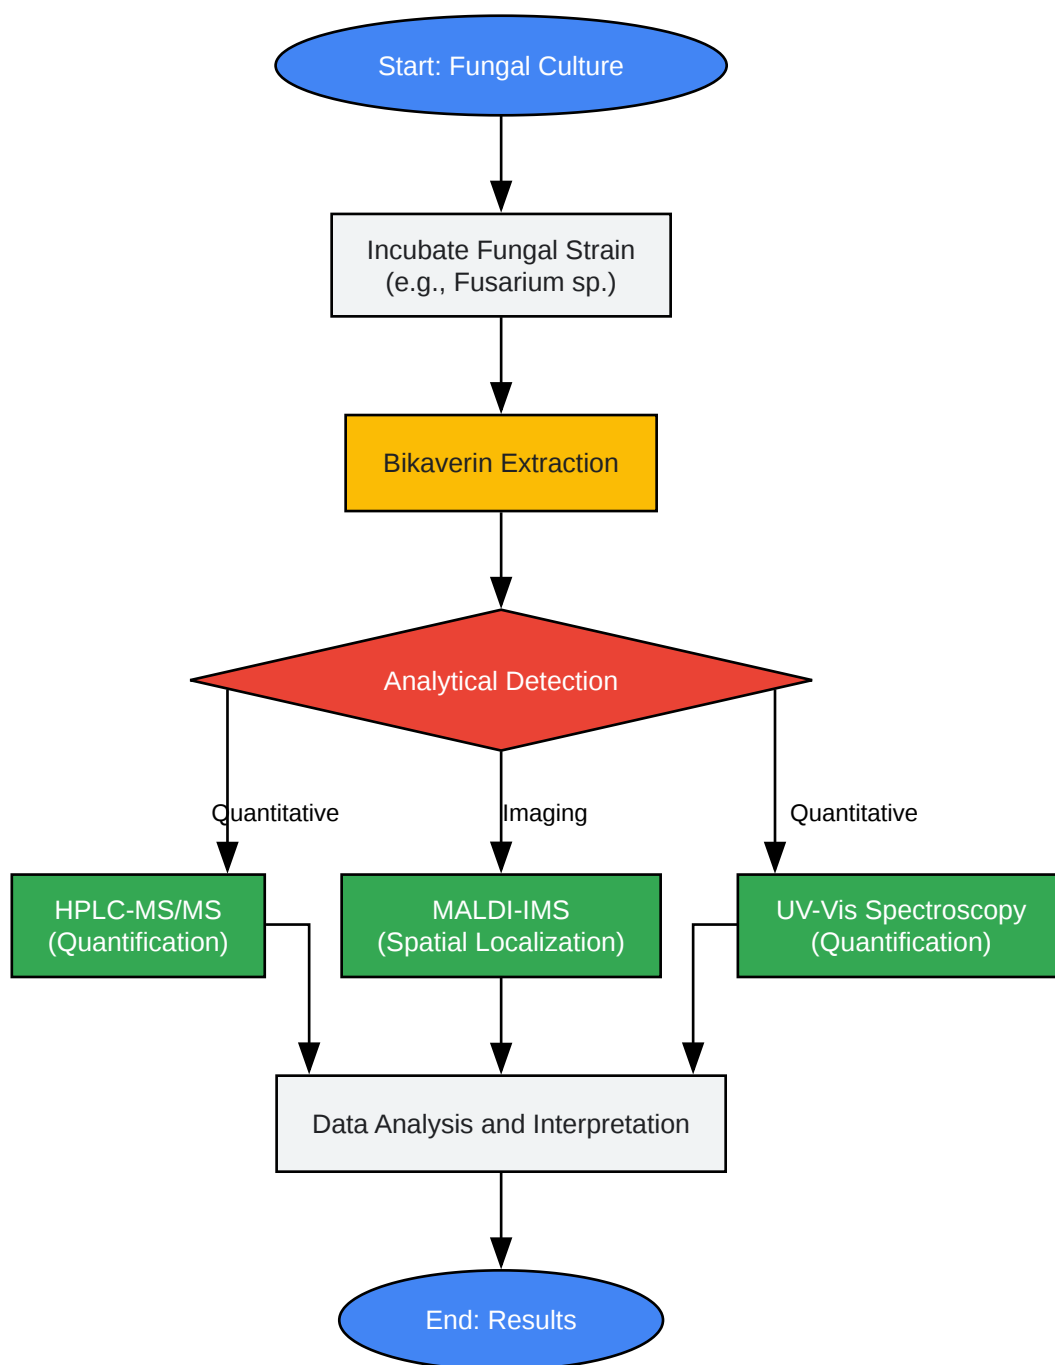 Start: Fungal Culture
Incubate Fungal Strain
(e.g., Fusarium sp.)
Bikaverin Extraction
Analytical Detection
Quantitative
Imaging
Quantitative
HPLC-MS/MS
(Quantification)
MALDI-IMS
(Spatial Localization)
UV-Vis Spectroscopy
(Quantification)
Data Analysis and Interpretation
End: Results